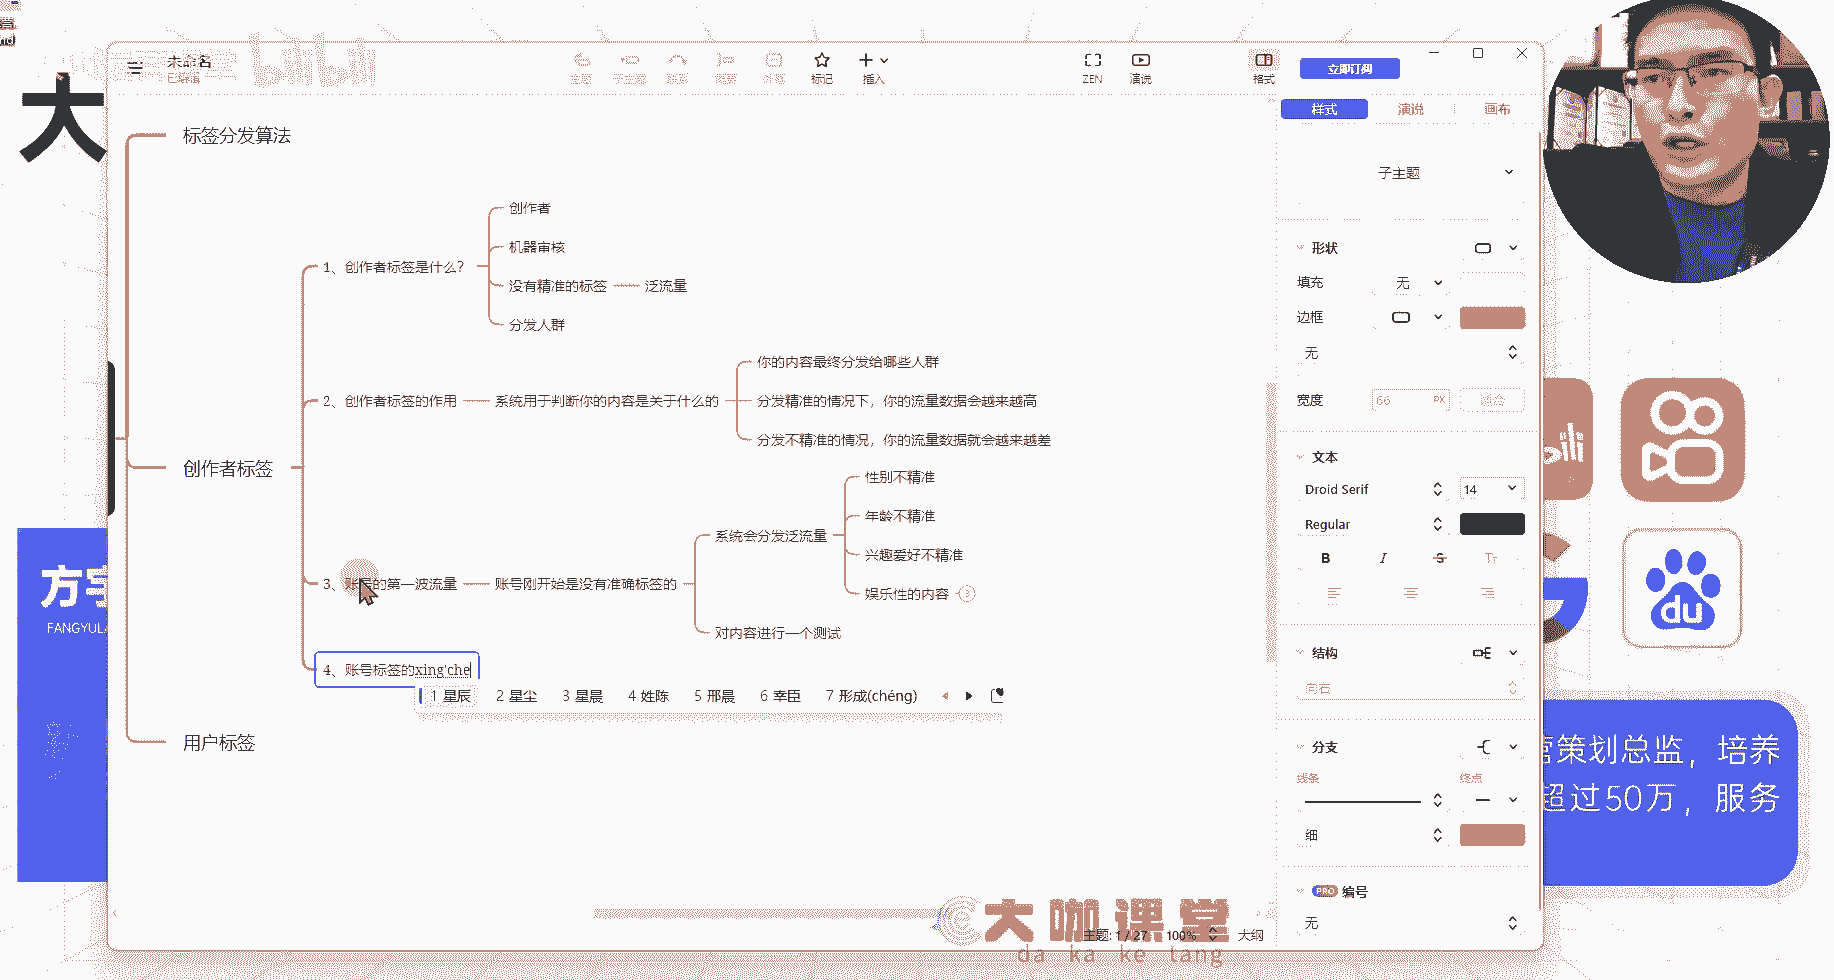 大
未命名
已编辑
bilibili
主题
子主题
联系
概要
外框
标记
插入
ZEN
演说
格式
立即订阅
样式
演说
画布
标签分发算法
创作者标签
1、创作者标签是什么?
创作者
机器审核
没有精准的标签
泛流量
分发人群
2、创作者标签的作用
系统用于判断你的内容是关于什么的
你的内容最终分发给哪些人群
分发精准的情况下，你的流量数据会越来越高
分发不精准的情况，你的流量数据就会越来越差
3、账号的第一波流量
账号刚开始是没有准确标签的
系统会分发泛流量
性别不精准
年龄不精准
兴趣爱好不精准
娱乐性的内容
3
对内容进行一个测试
4、账号标签的xing'che
1 星辰 2 星尘 3 星晨 4 姓陈 5 邢晨 6 幸臣 7 形成(chéng)
用户标签
子主题
形状
填充 无
边框
无
宽度 66 PX 适合
文本
Droid Serif 14
Regular
B I S Tт
结构
向右
分支
线条 终点
细
PRO 编号
无
主题: 1 / 27 100% 大纲
大咖课堂
da ka ke tang
方宇
FANGYUL
bili
du
营策划总监，培养
超过50万，服务